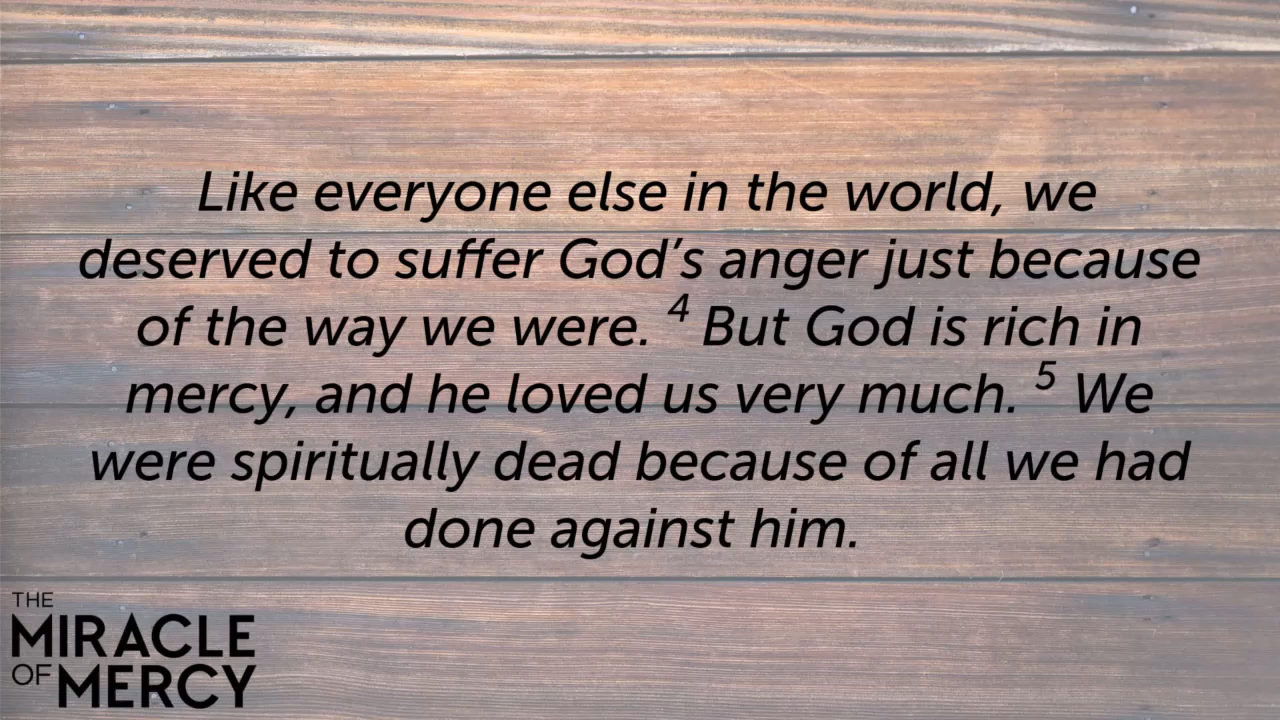 Like everyone else in the world, we
deserved to suffer God’s anger just because
of the way we were. ⁴ But God is rich in
mercy, and he loved us very much. ⁵ We
were spiritually dead because of all we had
done against him.
THE
MIRACLE
OF MERCY